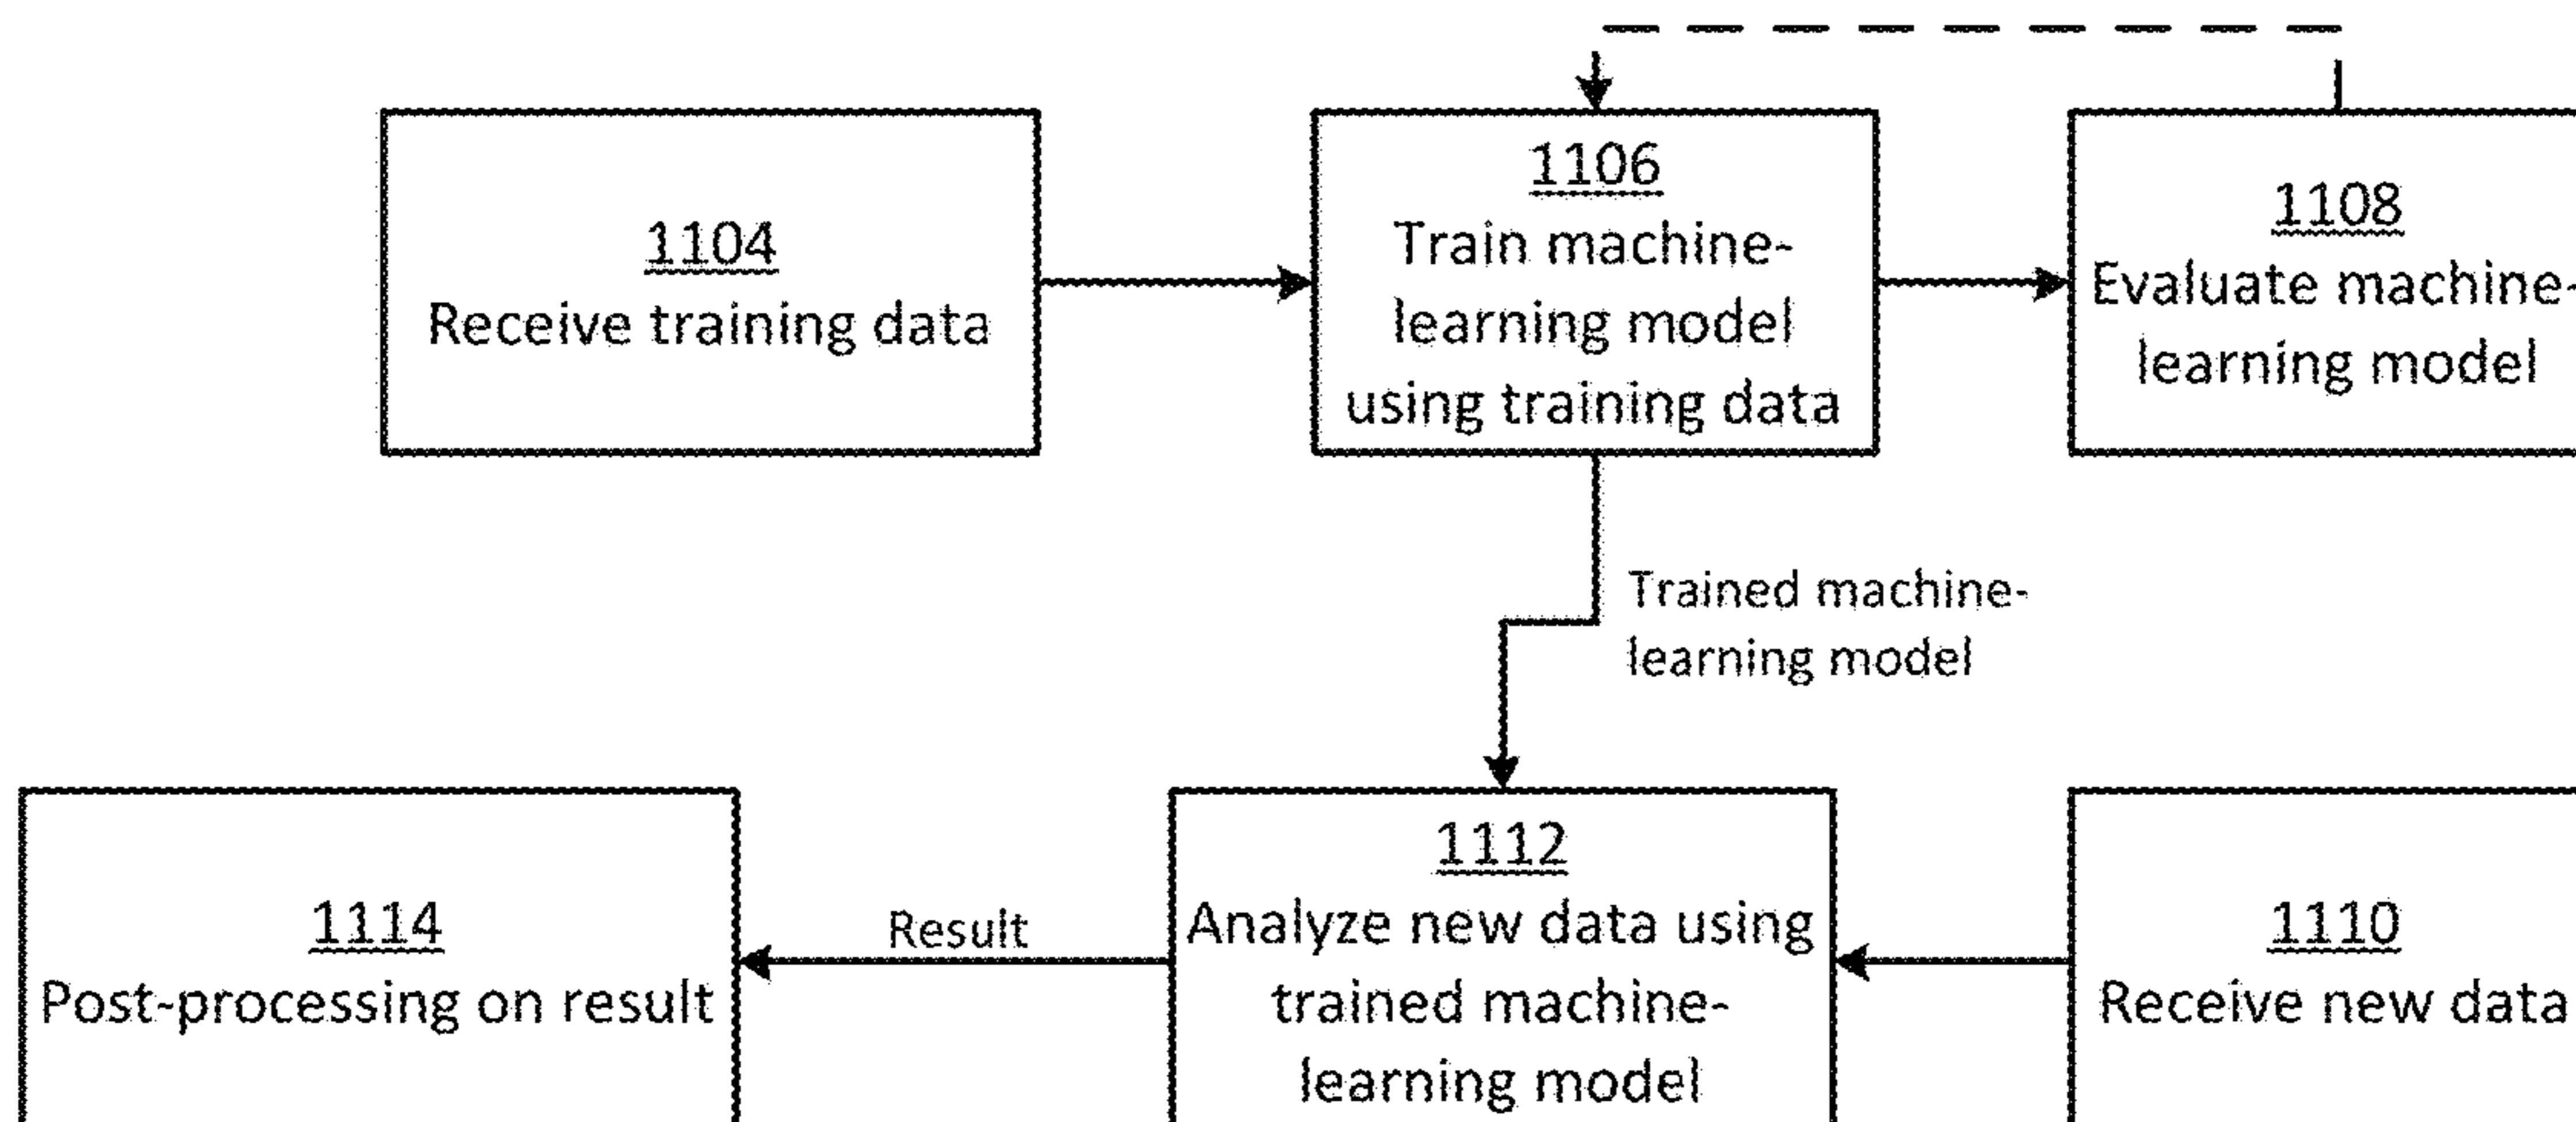 1104
Receive training data
1106
Train machine-
learning model
using training data
1108
Evaluate machine-
learning model
Trained machine-
learning model
1114
Post-processing on result
Result
1112
Analyze new data using
trained machine-
learning model
1110
Receive new data